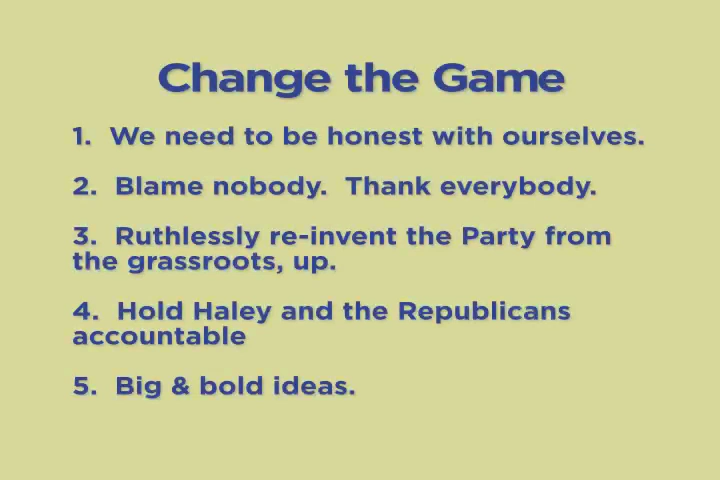 Change the Game
1. We need to be honest with ourselves.
2. Blame nobody. Thank everybody.
3. Ruthlessly re-invent the Party from
the grassroots, up.
4. Hold Haley and the Republicans
accountable
5. Big & bold ideas.